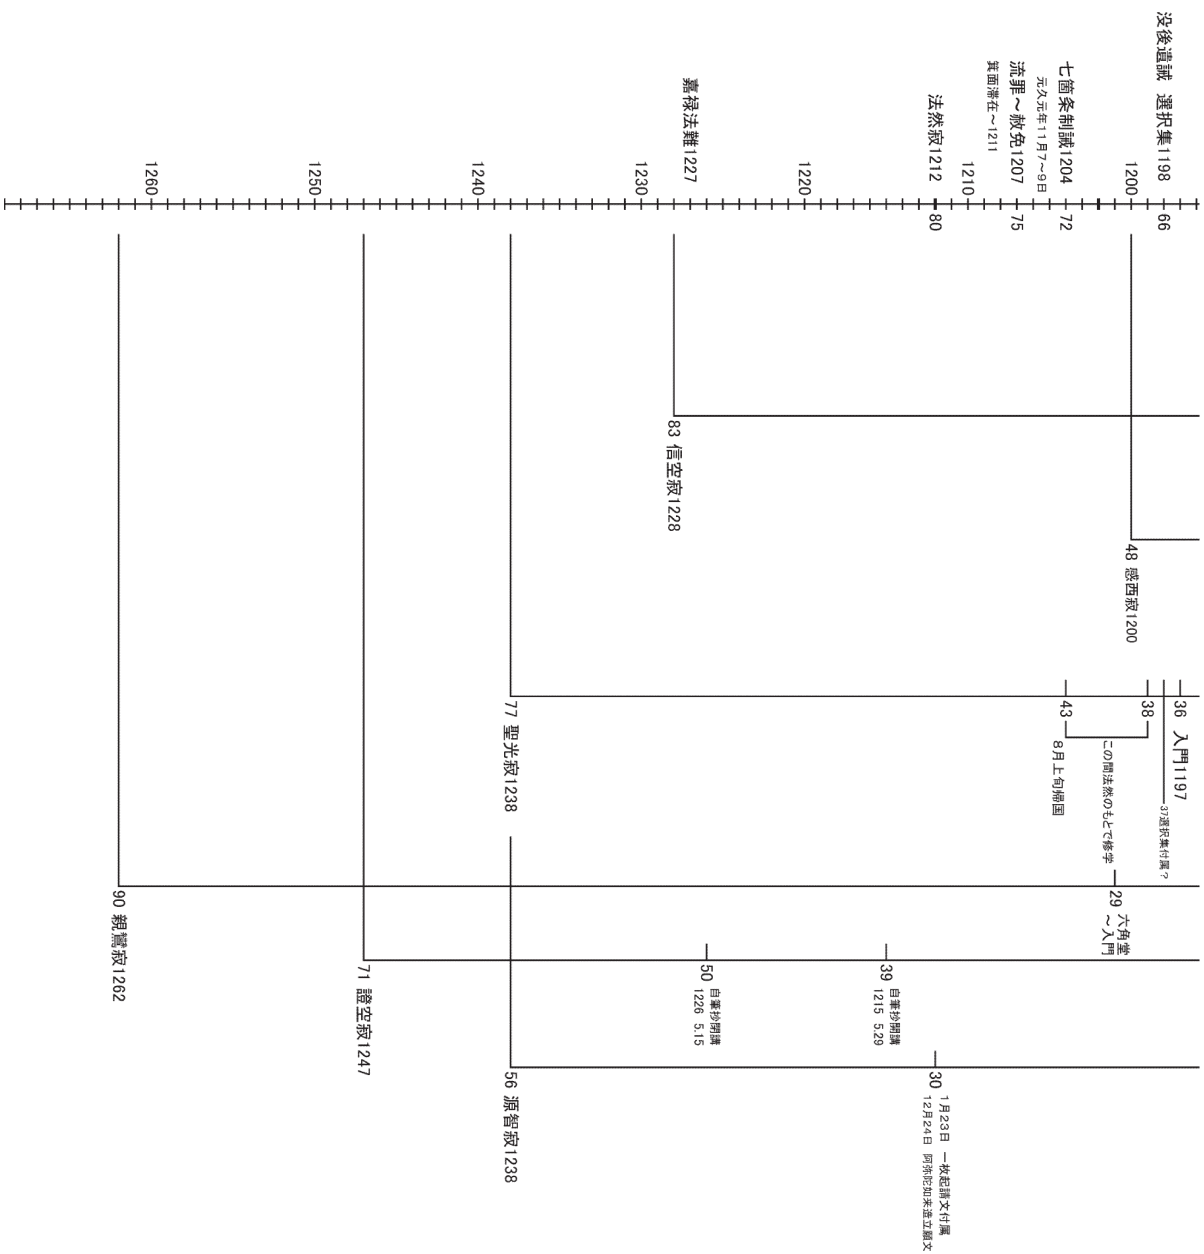 没後遺誡 選択集1198
七箇条制誡1204
元久元年11月7～9日
流罪～赦免1207
箕面滞在～1211
法然寂1212
嘉禄法難1227
1200
1210
1220
1230
1240
1250
1260
66
72
75
80
83 信空寂1228
48 感西寂1200
36 入門1197
37選択集付属？
38
この間法然のもとで修学
43
8月上旬帰国
77 聖光寂1238
29 六角堂
～入門
90 親鸞寂1262
39 自筆抄開講
1215 5.29
50 自筆抄閉講
1226 5.15
71 證空寂1247
30 1月23日 一枚起請文付属
12月24日 阿弥陀如来造立願文
56 源智寂1238